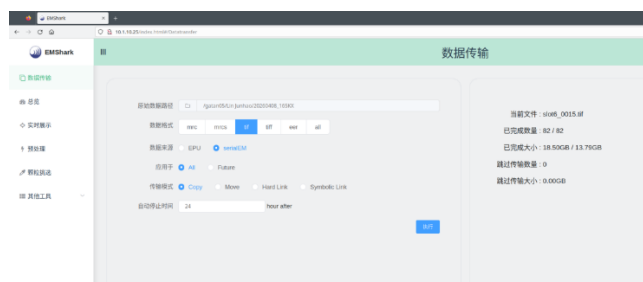 EMShark
EMShark
数据传输
数据传输
总览
实时展示
预处理
颗粒挑选
其他工具
原始数据路径
数据格式 mrc mrcs tif tiff eer all
数据来源 EPU serialEM
应用于 All Future
传输模式 Copy Move Hard Link Symbolic Link
自动停止时间 24 hour after
执行
当前文件 : slot6_0015.tif
已完成数量 : 82 / 82
已完成大小 : 18.50GB / 13.79GB
跳过传输数量 : 0
跳过传输大小 : 0.00GB